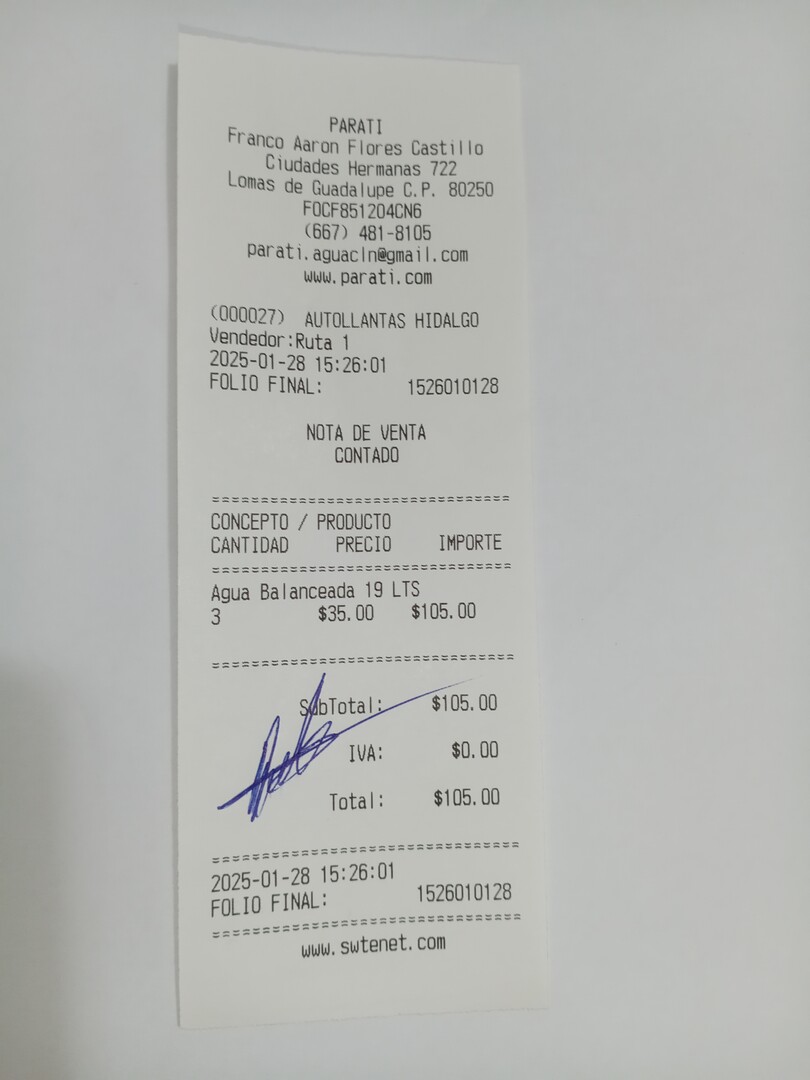 PARATI
Franco Aaron Flores Castillo
Ciudades Hermanas 722
Lomas de Guadalupe C.P. 80250
FOCF851204CN6
(667) 481-8105
parati.aguacln@gmail.com
www.parati.com
(000027) AUTOLLANTAS HIDALGO
Vendedor:Ruta 1
2025-01-28 15:26:01
FOLIO FINAL: 1526010128
NOTA DE VENTA
CONTADO
===============================
CONCEPTO / PRODUCTO
CANTIDAD PRECIO IMPORTE
===============================
Agua Balanceada 19 LTS
3 $35.00 $105.00
===============================
SubTotal: $105.00
IVA: $0.00
Total: $105.00
===============================
2025-01-28 15:26:01
FOLIO FINAL: 1526010128
===============================
www.swtenet.com